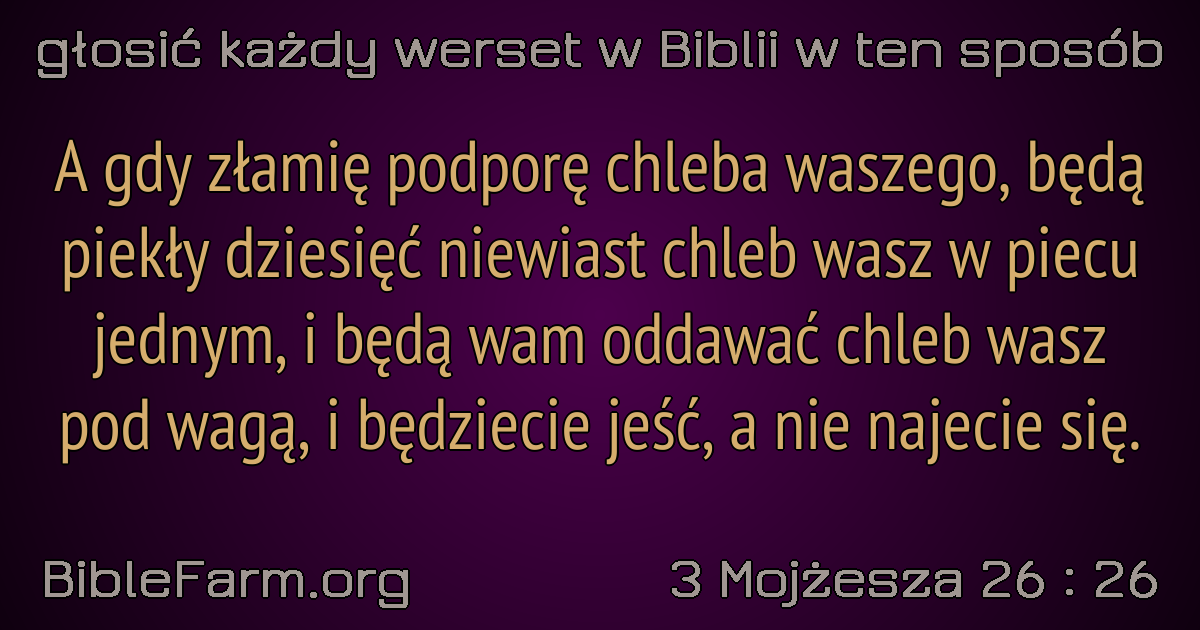 głosić każdy werset w Biblii w ten sposób
A gdy złamię podporę chleba waszego, będą
piekły dziesięć niewiast chleb wasz w piecu
jednym, i będą wam oddawać chleb wasz
pod wagą, i będziecie jeść, a nie najecie się.
BibleFarm.org
3 Mojżesza 26 : 26